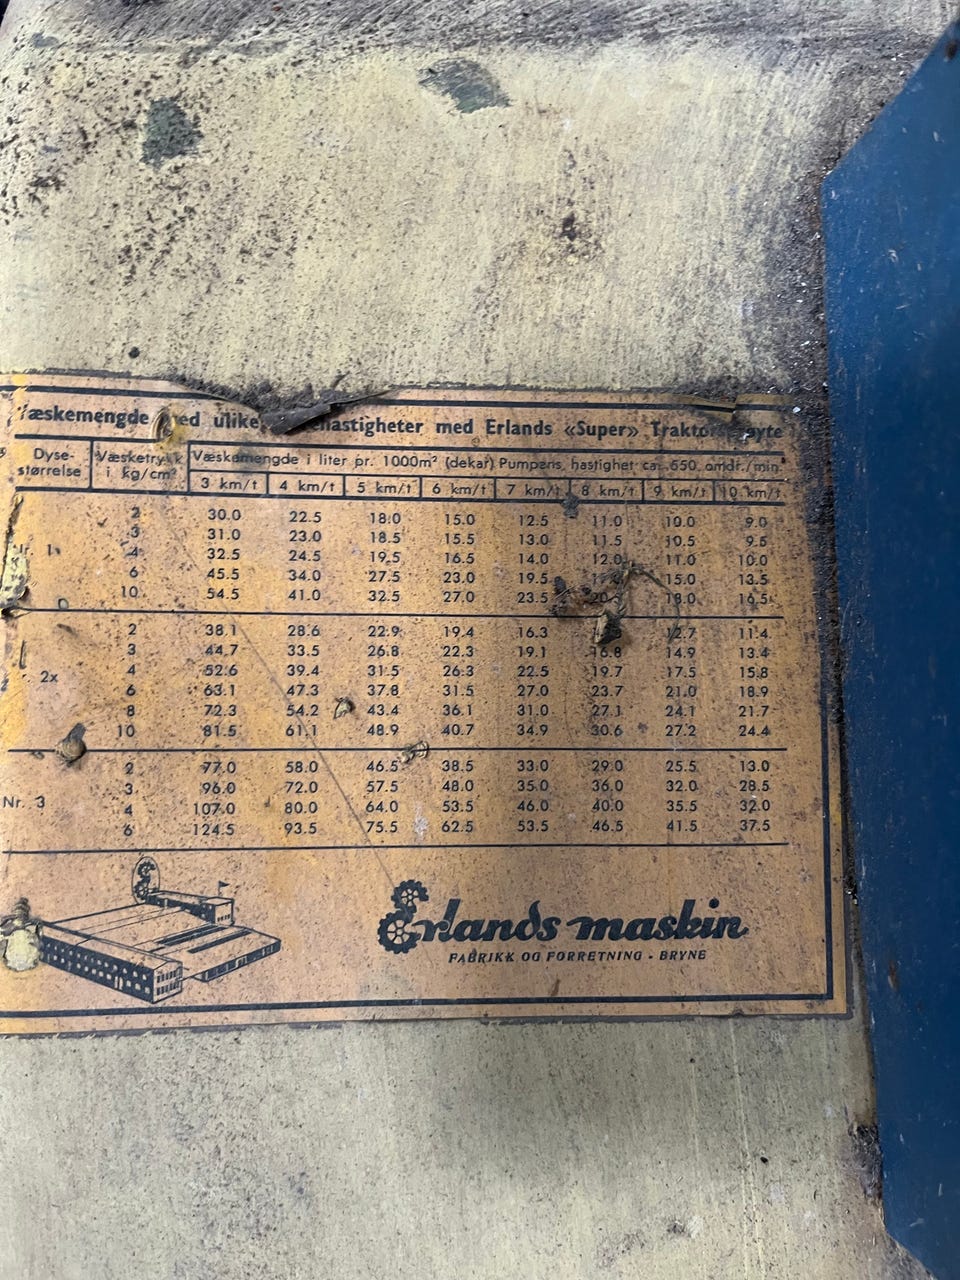 Væskemengde med ulike hastigheter med Erlands «Super» Traktorsprøyte
Dyse- størrelse Væsketrykk i kg/cm² Væskemengde i liter pr. 1000m² (dekar) Pumpens, hastighet ca. 550, omdr./min.
3 km/t 4 km/t 5 km/t 6 km/t 7 km/t 8 km/t 9 km/t 10 km/t
2 30.0 22.5 18.0 15.0 12.5 11.0 10.0 9.0
3 31.0 23.0 18.5 15.5 13.0 11.5 10.5 9.5
1 4 32.5 24.5 19.5 16.5 14.0 12.0 11.0 10.0
6 45.5 34.0 27.5 23.0 19.5 15.0 13.5
10 54.5 41.0 32.5 27.0 23.5 18.0 16.5
2 38.1 28.6 22.9 19.4 16.3 12.7 11.4
3 44.7 33.5 26.8 22.3 19.1 16.8 14.9 13.4
2x 4 52.6 39.4 31.5 26.3 22.5 19.7 17.5 15.8
6 63.1 47.3 37.8 31.5 27.0 23.7 21.0 18.9
8 72.3 54.2 43.4 36.1 31.0 27.1 24.1 21.7
10 81.5 61.1 48.9 40.7 34.9 30.6 27.2 24.4
2 77.0 58.0 46.5 38.5 33.0 29.0 25.5 13.0
3 96.0 72.0 57.5 48.0 35.0 36.0 32.0 28.5
Nr. 3 4 107.0 80.0 64.0 53.5 46.0 40.0 35.5 32.0
6 124.5 93.5 75.5 62.5 53.5 46.5 41.5 37.5
Erlands maskin
FABRIKK OG FORRETNING - BRYNE